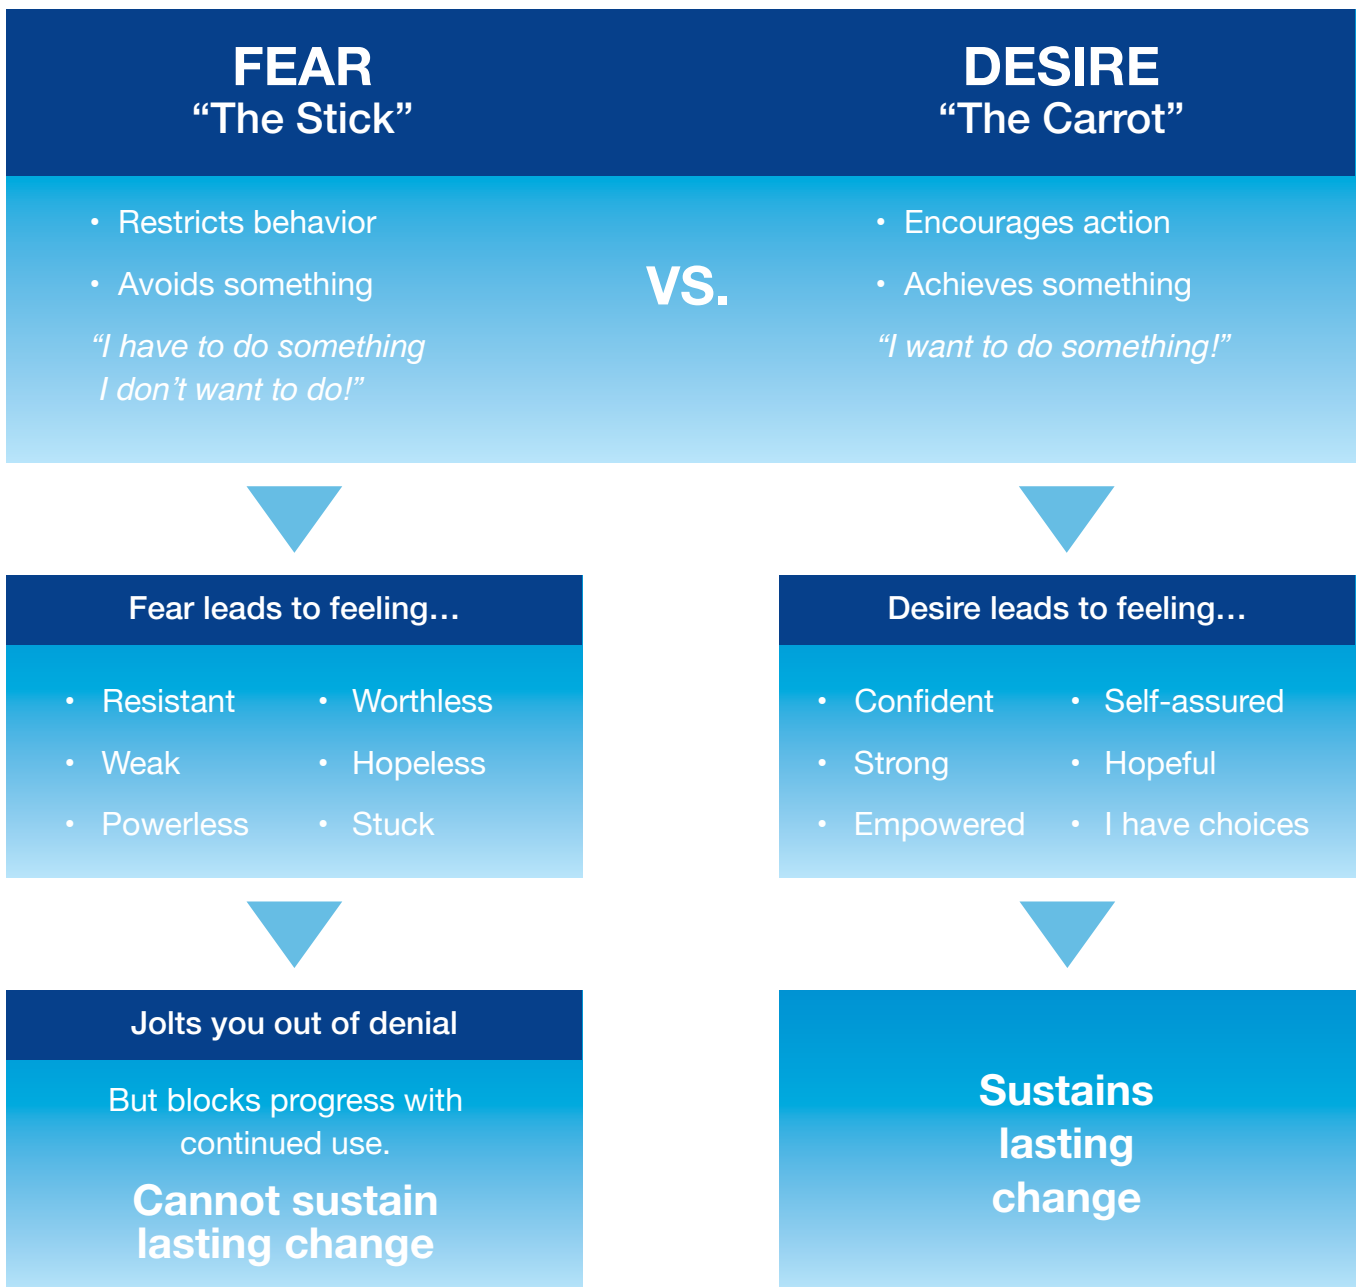 FEAR
“The Stick”
• Restricts behavior
• Avoids something
“I have to do something
I don’t want to do!”
VS.
DESIRE
“The Carrot”
• Encourages action
• Achieves something
“I want to do something!”
Fear leads to feeling…
• Resistant
• Weak
• Powerless
• Worthless
• Hopeless
• Stuck
Desire leads to feeling…
• Confident
• Strong
• Empowered
• Self-assured
• Hopeful
• I have choices
Jolts you out of denial
But blocks progress with
continued use.
Cannot sustain
lasting change
Sustains
lasting
change